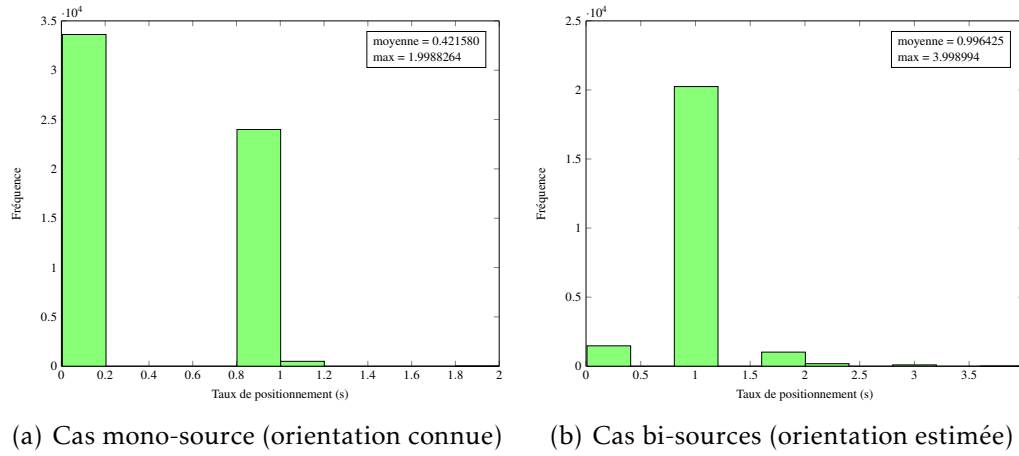 ·10⁴
3.5
3
2.5
2
1.5
1
0.5
0
Fréquence
moyenne = 0.421580
max = 1.9988264
0 0.2 0.4 0.6 0.8 1 1.2 1.4 1.6 1.8 2
Taux de positionnement (s)
(a) Cas mono-source (orientation connue)
·10⁴
2.5
2
1.5
1
0.5
0
Fréquence
moyenne = 0.996425
max = 3.998994
0 0.5 1 1.5 2 2.5 3 3.5
Taux de positionnement (s)
(b) Cas bi-sources (orientation estimée)